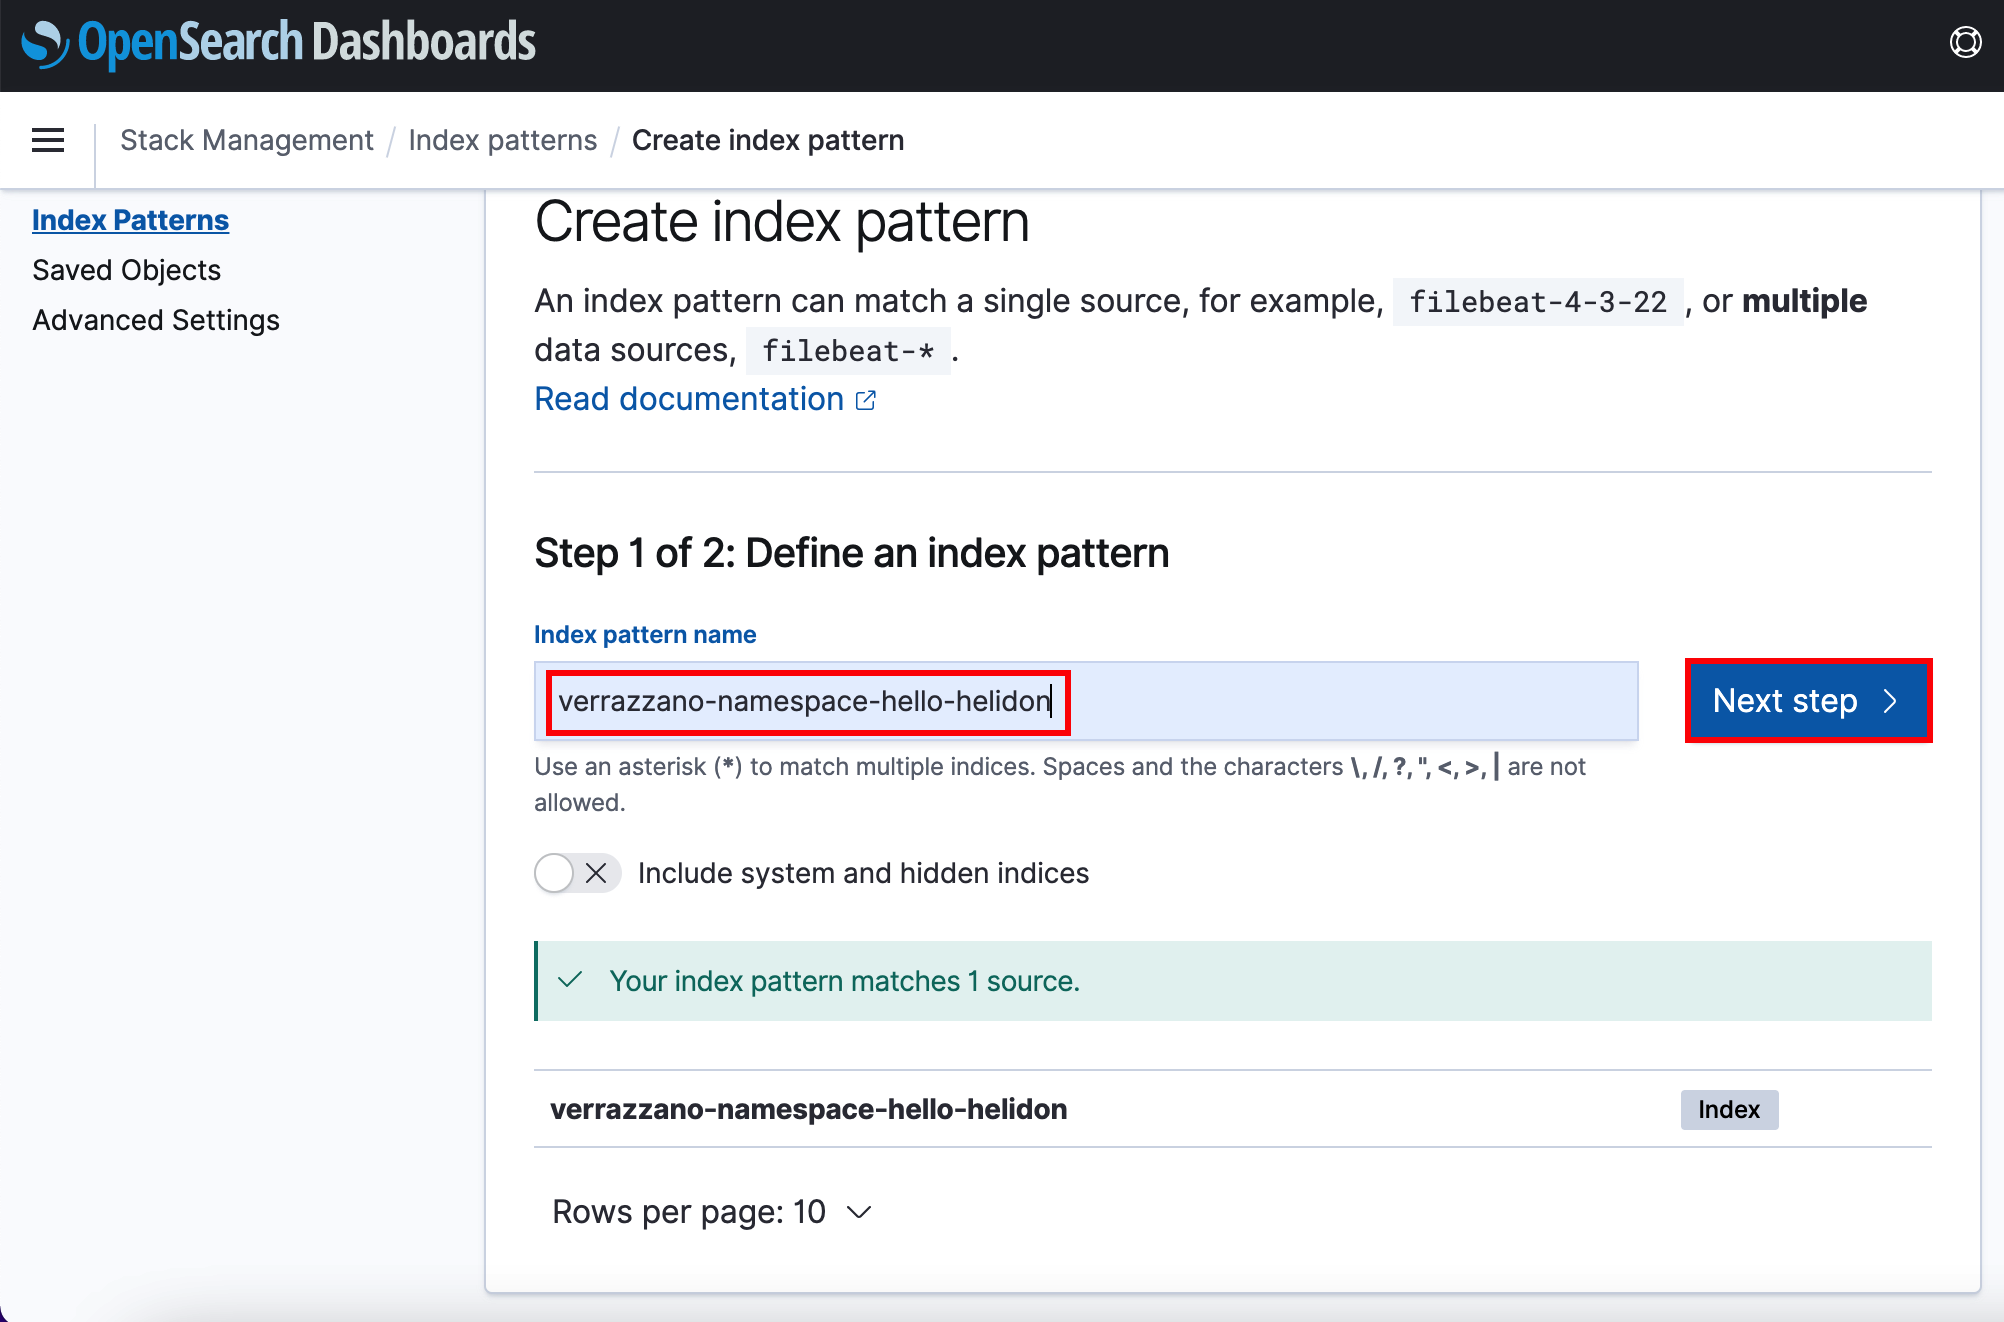 OpenSearch Dashboards
Stack Management / Index patterns / Create index pattern
Index Patterns
Saved Objects
Advanced Settings
Create index pattern
An index pattern can match a single source, for example, filebeat-4-3-22 , or multiple
data sources, filebeat-* .
Read documentation
Step 1 of 2: Define an index pattern
Index pattern name
verrazzano-namespace-hello-helidon
Next step
Use an asterisk (*) to match multiple indices. Spaces and the characters \, /, ?, ", <, >, | are not
allowed.
Include system and hidden indices
Your index pattern matches 1 source.
verrazzano-namespace-hello-helidon Index
Rows per page: 10